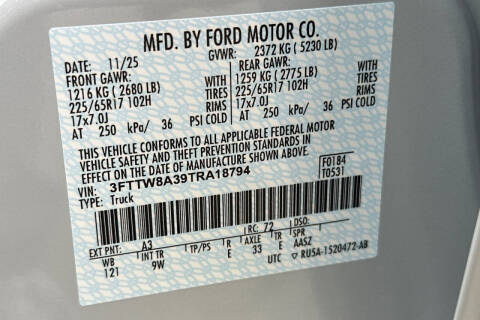 MFD. BY FORD MOTOR CO.
DATE: 11/25 GVWR: 2372 KG ( 5230 LB)
FRONT GAWR: REAR GAWR:
1216 KG ( 2680 LB) WITH 1259 KG ( 2775 LB) WITH
225/65R17 102H TIRES 225/65R17 102H TIRES
17x7.0J RIMS 17x7.0J RIMS
AT 250 kPa/ 36 PSI COLD AT 250 kPa/ 36 PSI COLD
THIS VEHICLE CONFORMS TO ALL APPLICABLE FEDERAL MOTOR
VEHICLE SAFETY AND THEFT PREVENTION STANDARDS IN EFFECT
ON THE DATE OF MANUFACTURE SHOWN ABOVE.
VIN: 3FTTW8A39TRA18794 F0184
TYPE: Truck T0531
EXT PNT: A3 RC: 72 DSO:
WB INT TR TP/PS R AXLE E SPR
121 9W E 33 E AASZ
UTC RU5A-1520472-AB